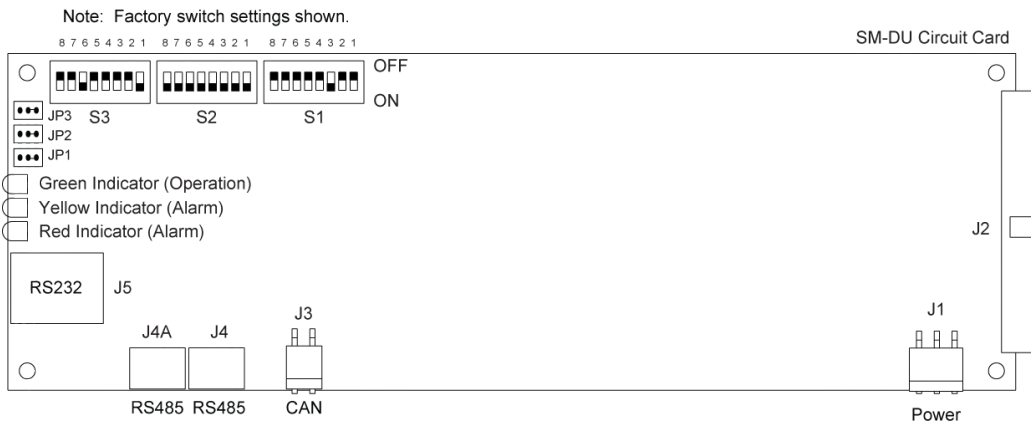 Note: Factory switch settings shown.
SM-DU Circuit Card
8 7 6 5 4 3 2 1 8 7 6 5 4 3 2 1 8 7 6 5 4 3 2 1
OFF
ON
S3 S2 S1
JP3
JP2
JP1
Green Indicator (Operation)
Yellow Indicator (Alarm)
Red Indicator (Alarm)
J2
RS232 J5
J3
J1
J4A J4
RS485 RS485 CAN
Power